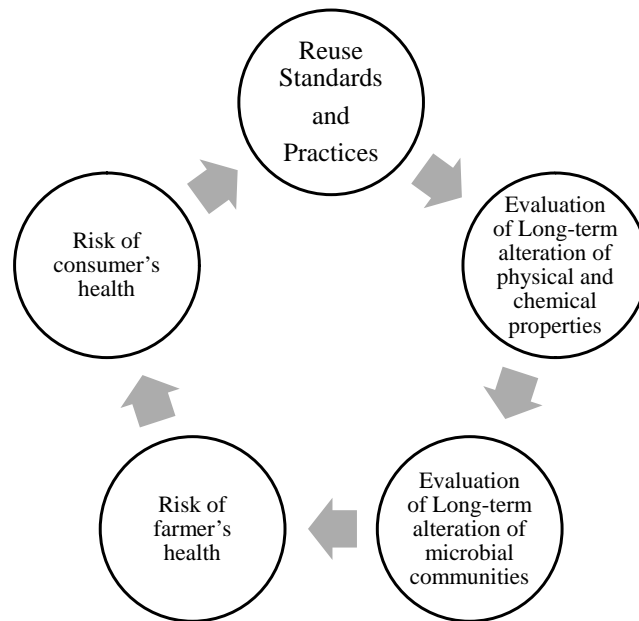 Reuse
Standards
and
Practices
Evaluation
of Long-term
alteration of
physical and
chemical
properties
Evaluation
of Long-term
alteration of
microbial
communities
Risk of
farmer's
health
Risk of
consumer's
health